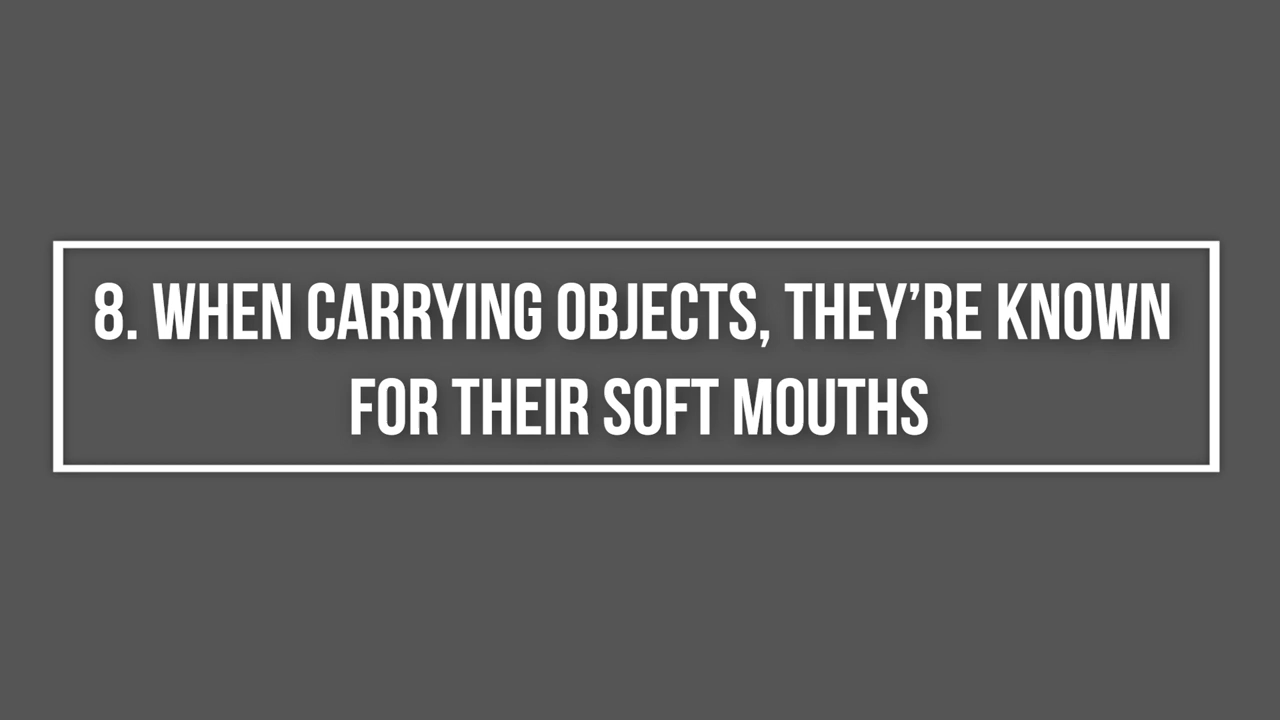 8. WHEN CARRYING OBJECTS, THEY’RE KNOWN
FOR THEIR SOFT MOUTHS